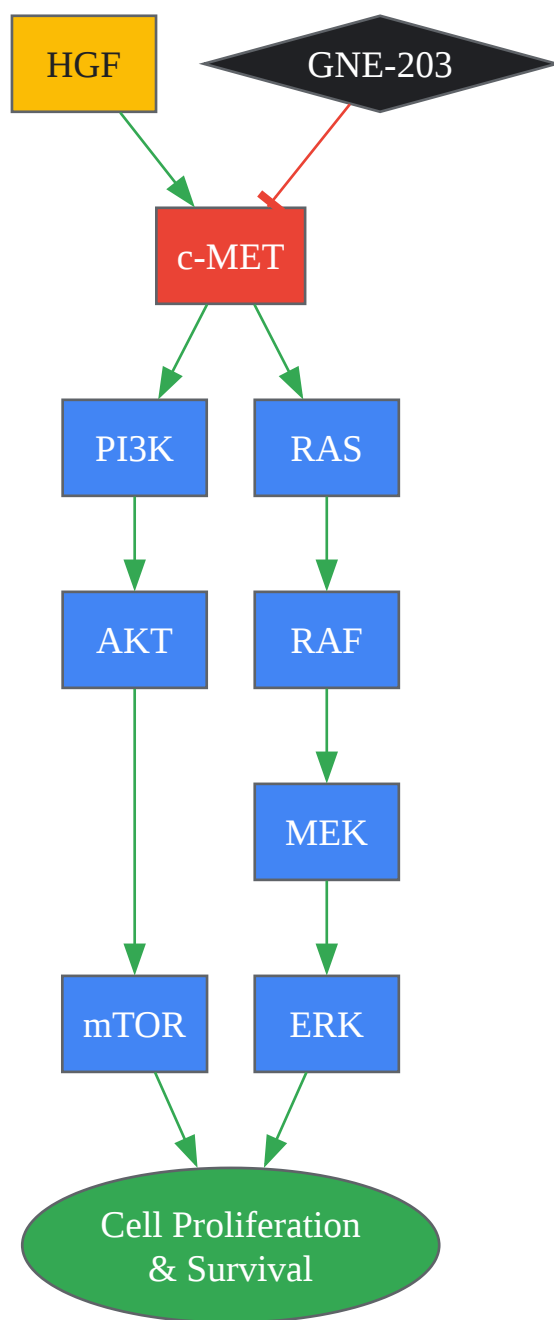 HGF
GNE-203
c-MET
PI3K
RAS
AKT
RAF
MEK
mTOR
ERK
Cell Proliferation
& Survival